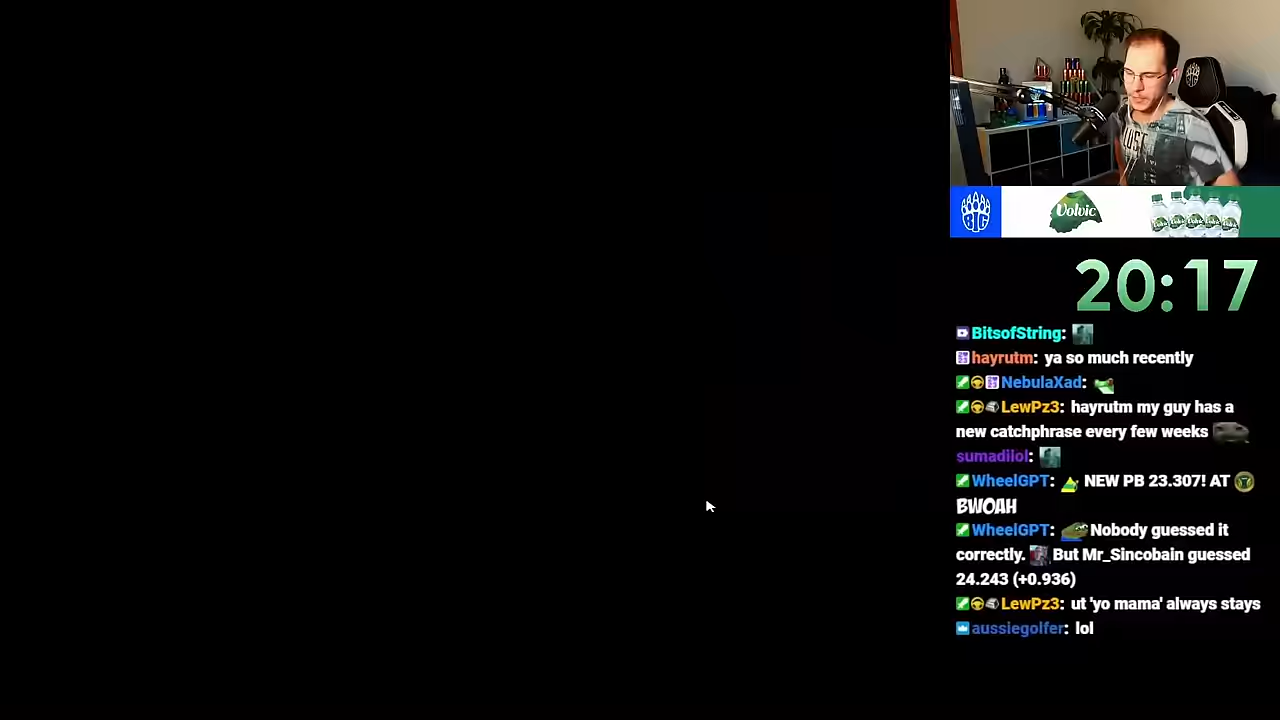 LOST
BIG
Volvic
20:17
BitsofString:
hayrutm: ya so much recently
NebulaXad:
LewPz3: hayrutm my guy has a
new catchphrase every few weeks
sumadilol:
WheelGPT: NEW PB 23.307! AT
BWOAH
WheelGPT: Nobody guessed it
correctly. But Mr_Sincobain guessed
24.243 (+0.936)
LewPz3: ut 'yo mama' always stays
aussiegolfer: lol